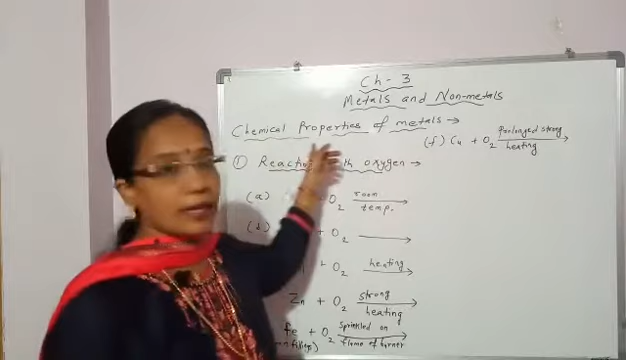 Ch - 3
Metals and Non-metals
Chemical Properties of metals →
① Reaction with oxygen →
(a) O₂ room temp. →
+ O₂ →
+ O₂ heating →
Zn + O₂ strong heating →
fe + O₂ sprinkled on flame of burner →
(f) Cu + O₂ prolonged strong heating →